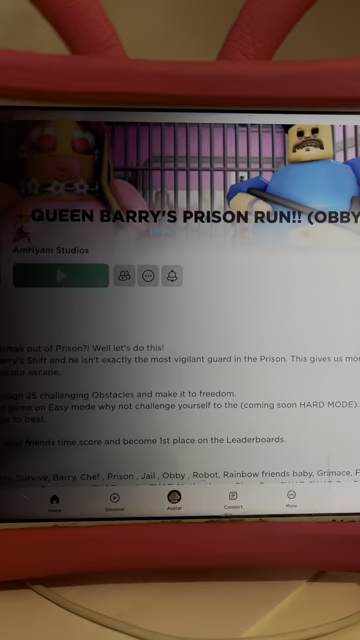 QUEEN BARRY'S PRISON RUN!! (OBBY
AmNyam Studios
break out of Prison?! Well let's do this!
Barry's Shift and he isn't exactly the most vigilant guard in the Prison. This gives us mor
our escape.
25 challenging Obstacles and make it to freedom.
game on Easy mode why not challenge yourself to the (coming soon HARD MODE).
to beat.
your friends time score and become 1st place on the Leaderboards.
Survive, Barry, Chef , Prison , Jail , Obby , Robot, Rainbow friends baby, Grimace, F
Home
Discover
Avatar
Connect
More